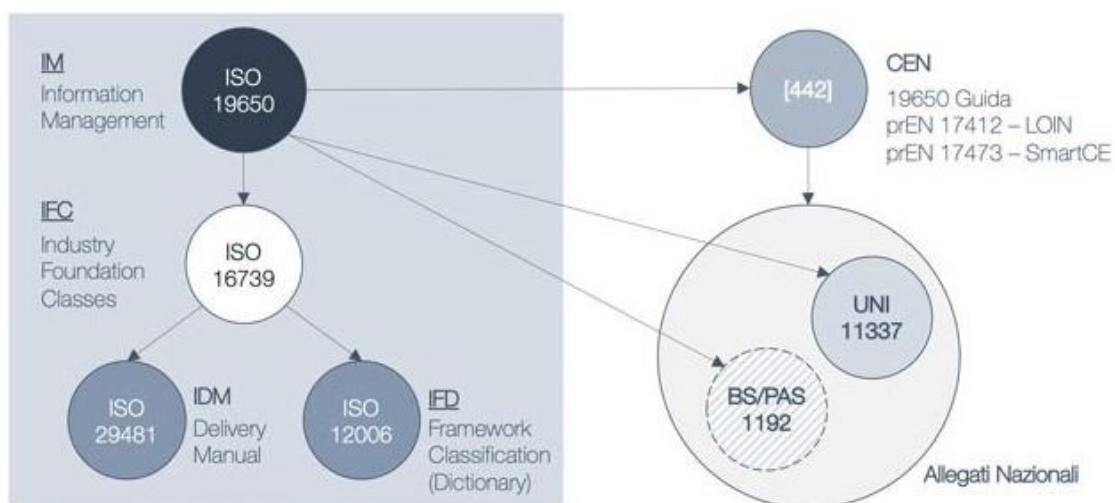 IM
Information
Management
ISO
19650
[442]
CEN
19650 Guida
prEN 17412 – LOIN
prEN 17473 – SmartCE
IFC
Industry
Foundation
Classes
ISO
16739
UNI
11337
ISO
29481
IDM
Delivery
Manual
ISO
12006
IFD
Framework
Classification
(Dictionary)
BS/PAS
1192
Allegati Nazionali